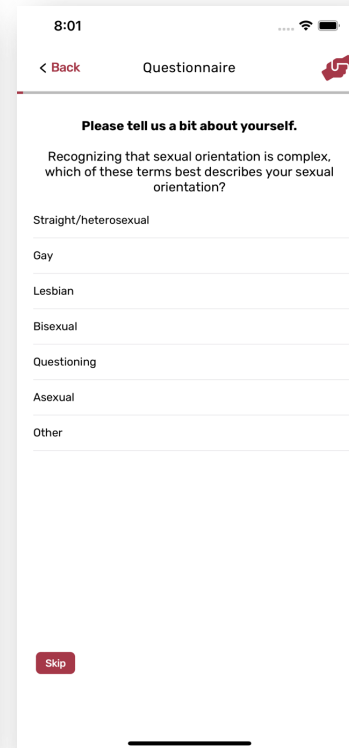 8:01
Back
Questionnaire
Please tell us a bit about yourself.
Recognizing that sexual orientation is complex,
which of these terms best describes your sexual
orientation?
Straight/heterosexual
Gay
Lesbian
Bisexual
Questioning
Asexual
Other
Skip